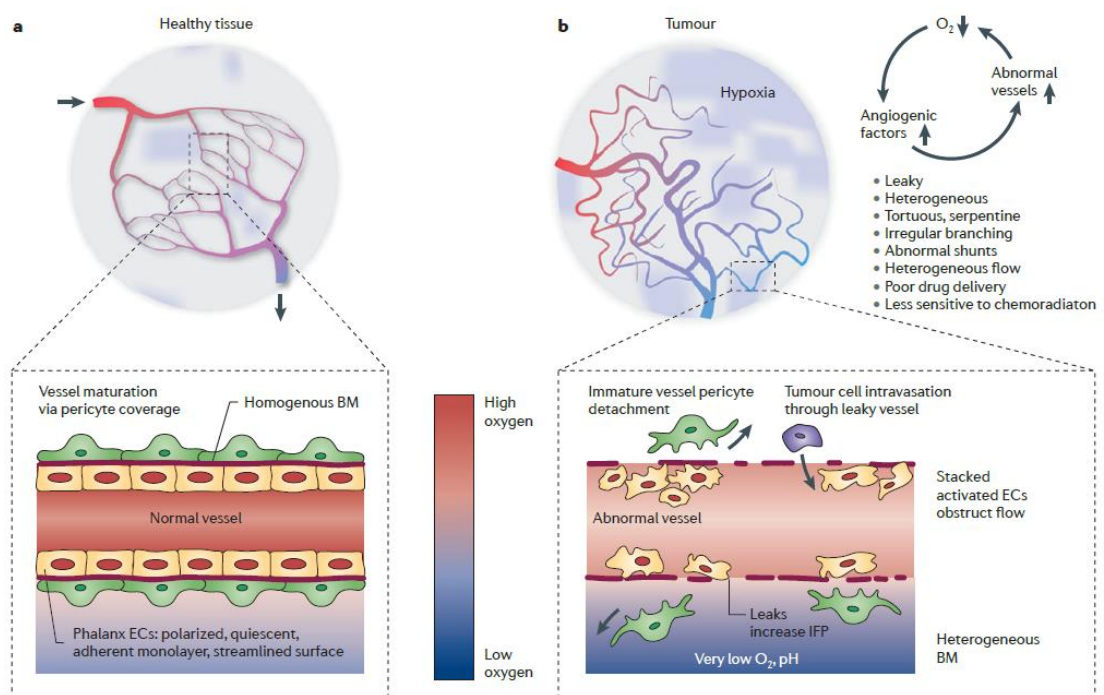 a
Healthy tissue
b
Tumour
Hypoxia
O₂
Abnormal
vessels
Angiogenic
factors
• Leaky
• Heterogeneous
• Tortuous, serpentine
• Irregular branching
• Abnormal shunts
• Heterogeneous flow
• Poor drug delivery
• Less sensitive to chemoradiaton
Vessel maturation
via pericyte coverage
Homogenous BM
Normal vessel
Phalanx ECs: polarized, quiescent,
adherent monolayer, streamlined surface
High
oxygen
Low
oxygen
Immature vessel pericyte
detachment
Tumour cell intravasation
through leaky vessel
Abnormal vessel
Stacked
activated ECs
obstruct flow
Leaks
increase IFP
Very low O₂, pH
Heterogeneous
BM